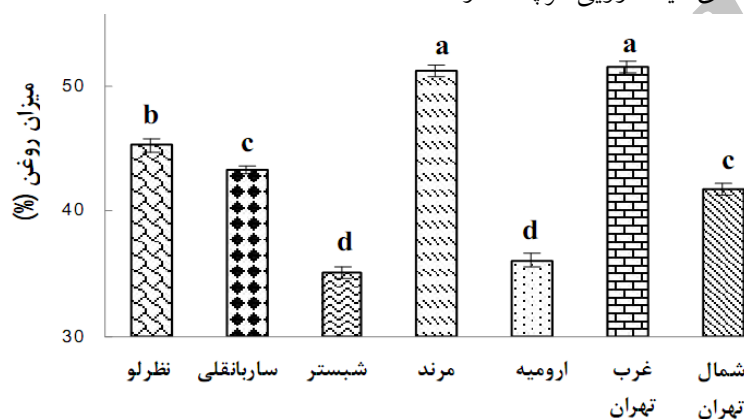 a
a
b
c
c
d
d
50
40
30
میزان روغن (%)
نظرلو
ساربانقلی
شبستر
مرند
ارومیه
غرب تهران
شمال تهران